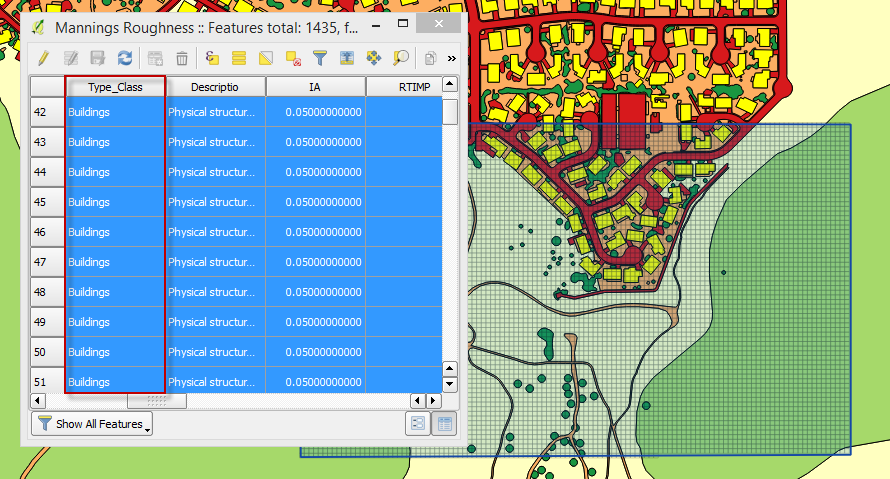 Mannings Roughness :: Features total: 1435, f...
»
Type_Class Descriptio IA RTIMP
42 Buildings Physical structur... 0.05000000000
43 Buildings Physical structur... 0.05000000000
44 Buildings Physical structur... 0.05000000000
45 Buildings Physical structur... 0.05000000000
46 Buildings Physical structur... 0.05000000000
47 Buildings Physical structur... 0.05000000000
48 Buildings Physical structur... 0.05000000000
49 Buildings Physical structur... 0.05000000000
50 Buildings Physical structur... 0.05000000000
51 Buildings Physical structur... 0.05000000000
Show All Features